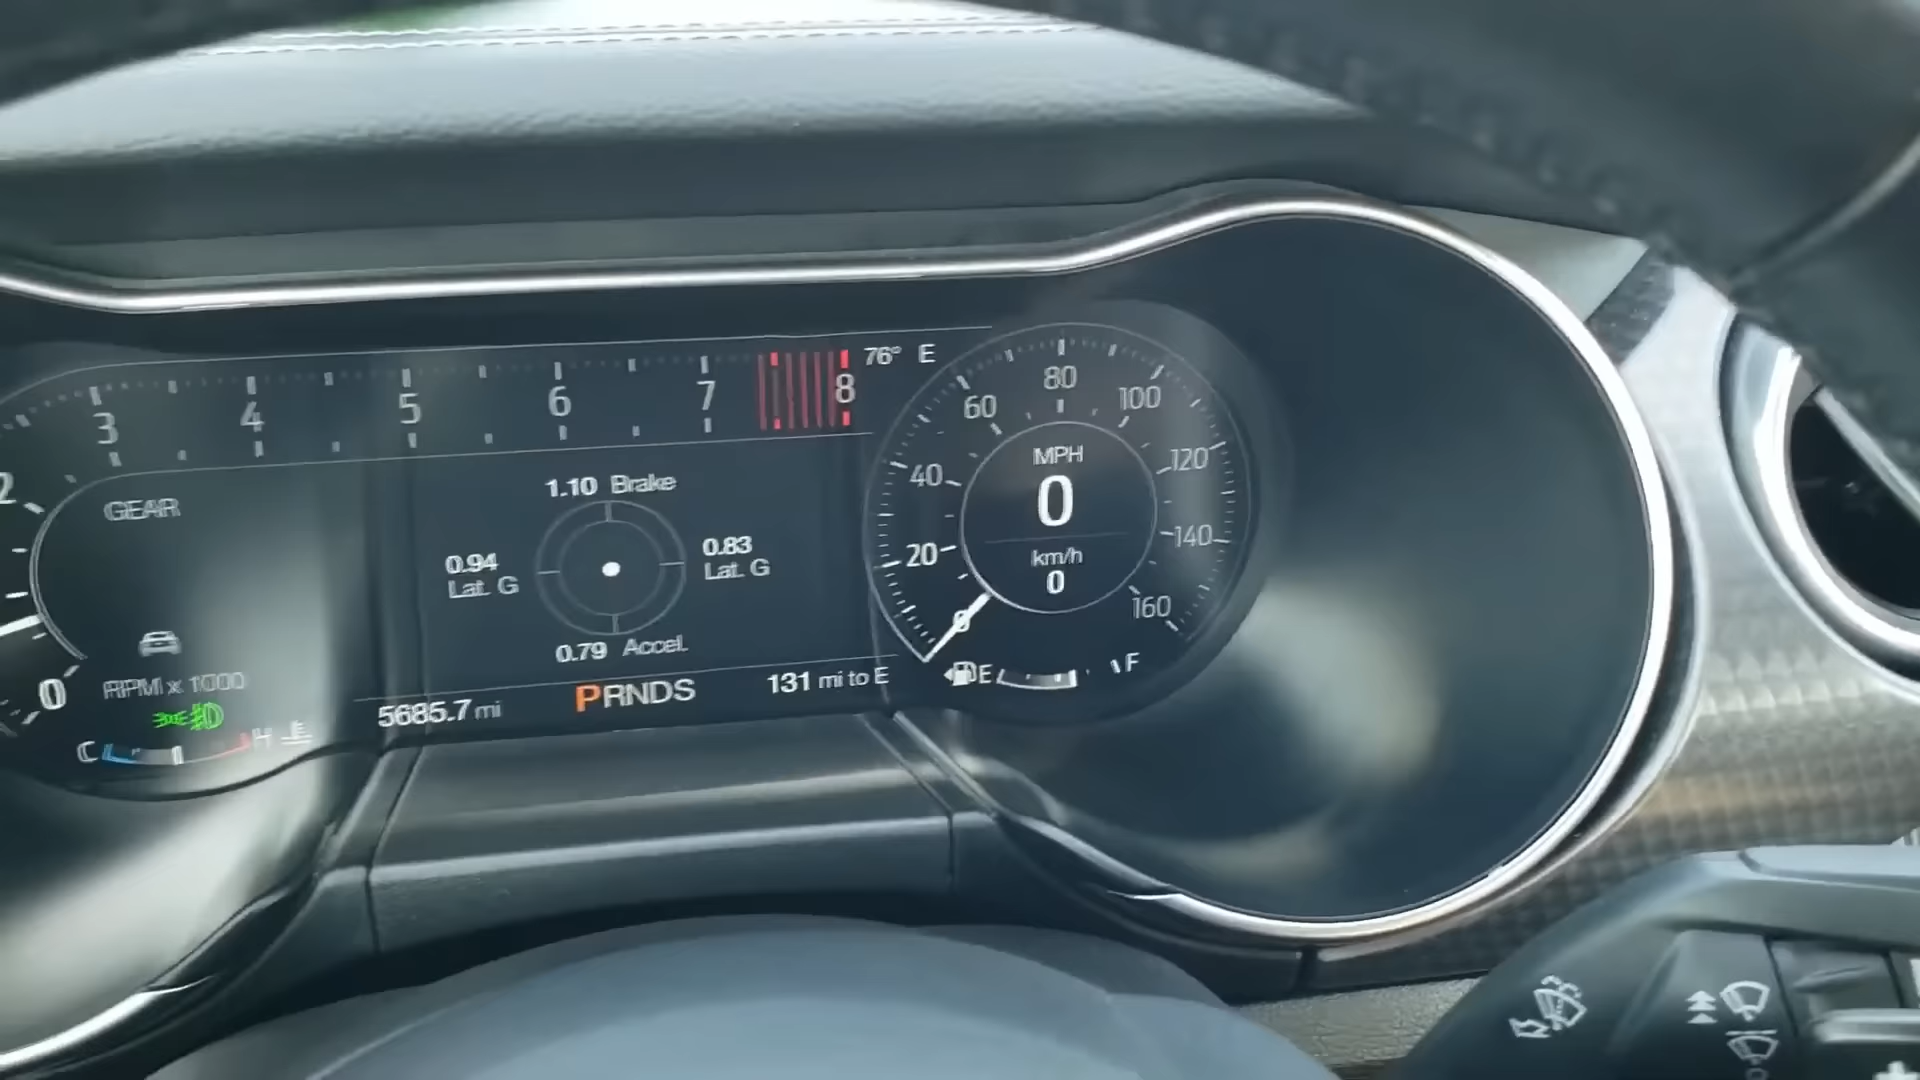 3 4 5 6 7 8
76° E
2
GEAR
0
RPM x 1000
C H
1.10 Brake
0.94
Lat. G
0.83
Lat. G
0.79 Accel.
5685.7 mi
PRNDS
131 mi to E
0 20 40 60 80 100 120 140 160
MPH
0
km/h
0
E F